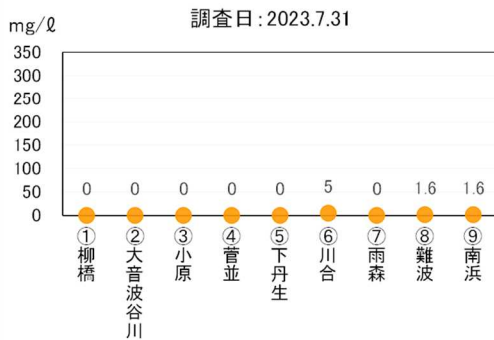 調査日：2023.7.31
mg/ℓ
350
300
250
200
150
100
50
0
0
0
0
0
0
5
0
1.6
1.6
①柳橋
②大音波谷川
③小原
④菅並
⑤下丹生
⑥川合
⑦雨森
⑧難波
⑨南浜